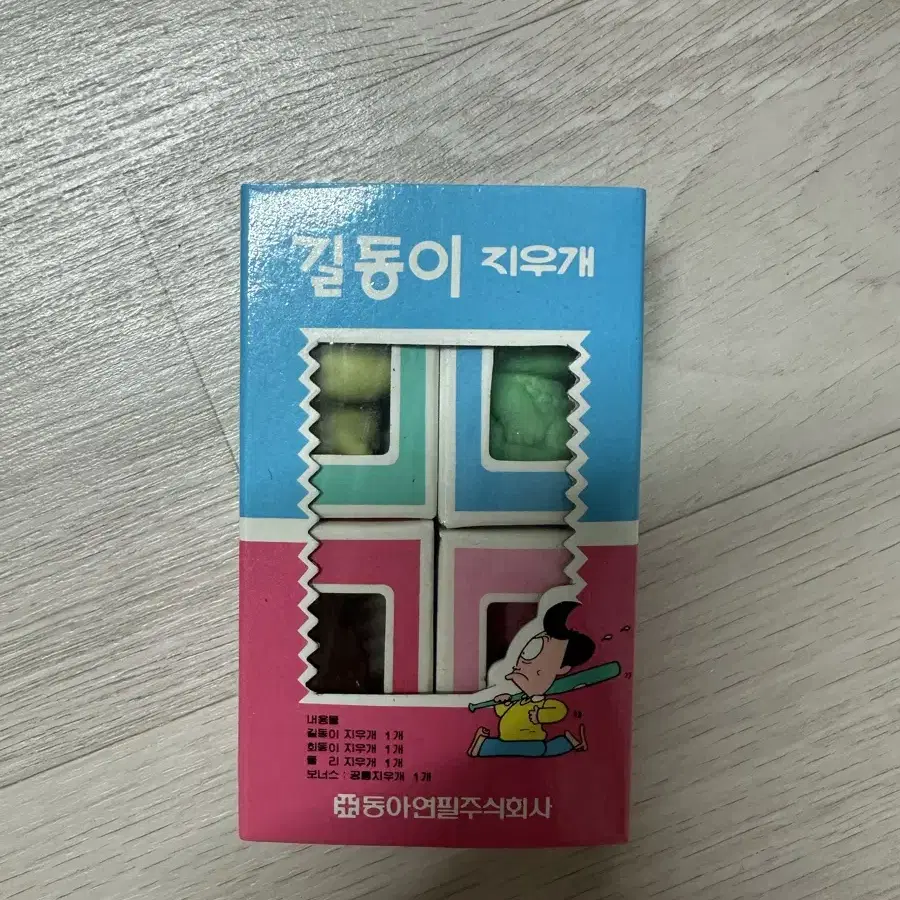 길동이 지우개
내용물
길동이 지우개 1개
희동이 지우개 1개
둘 리 지우개 1개
보너스 : 공룡지우개 1개
동아연필주식회사